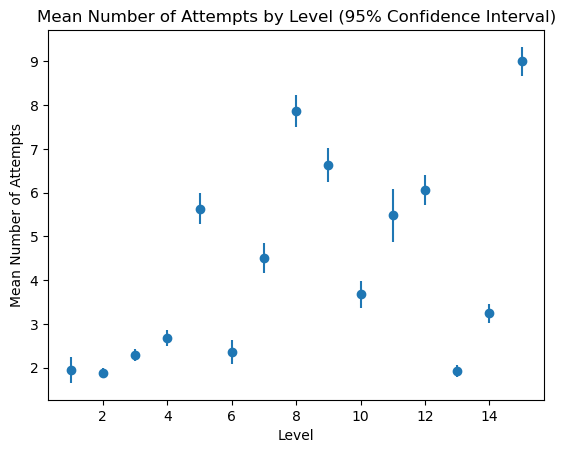 Mean Number of Attempts by Level (95% Confidence Interval)
9
8
7
6
5
4
3
2
Mean Number of Attempts
2 4 6 8 10 12 14
Level